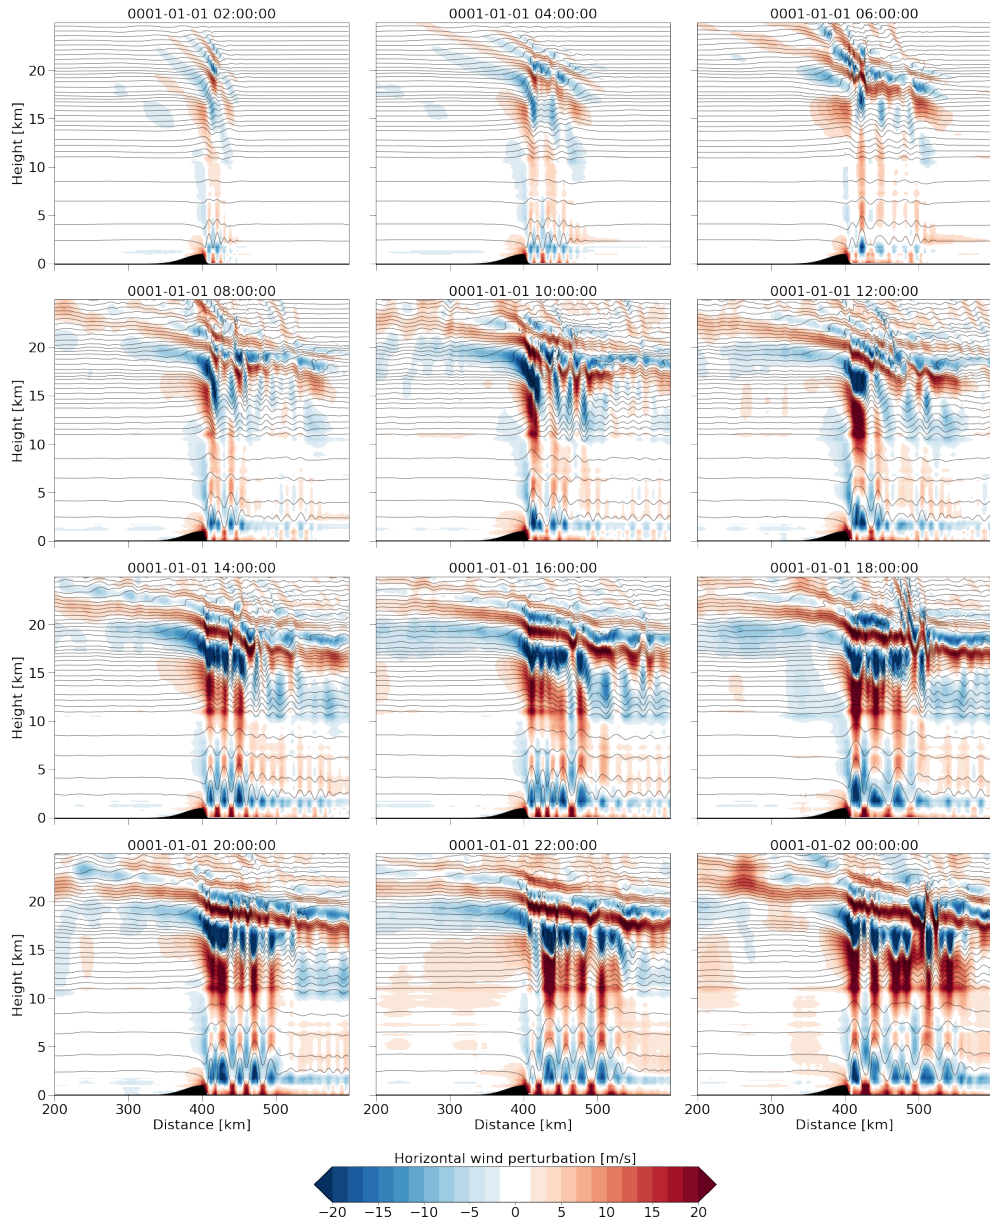 0001-01-01 02:00:00
0001-01-01 04:00:00
0001-01-01 06:00:00
Height [km]
20
15
10
5
0
0001-01-01 08:00:00
0001-01-01 10:00:00
0001-01-01 12:00:00
Height [km]
20
15
10
5
0
0001-01-01 14:00:00
0001-01-01 16:00:00
0001-01-01 18:00:00
Height [km]
20
15
10
5
0
0001-01-01 20:00:00
0001-01-01 22:00:00
0001-01-02 00:00:00
Height [km]
20
15
10
5
0
200 300 400 500
200 300 400 500
200 300 400 500
Distance [km]
Distance [km]
Distance [km]
Horizontal wind perturbation [m/s]
−20 −15 −10 −5 0 5 10 15 20